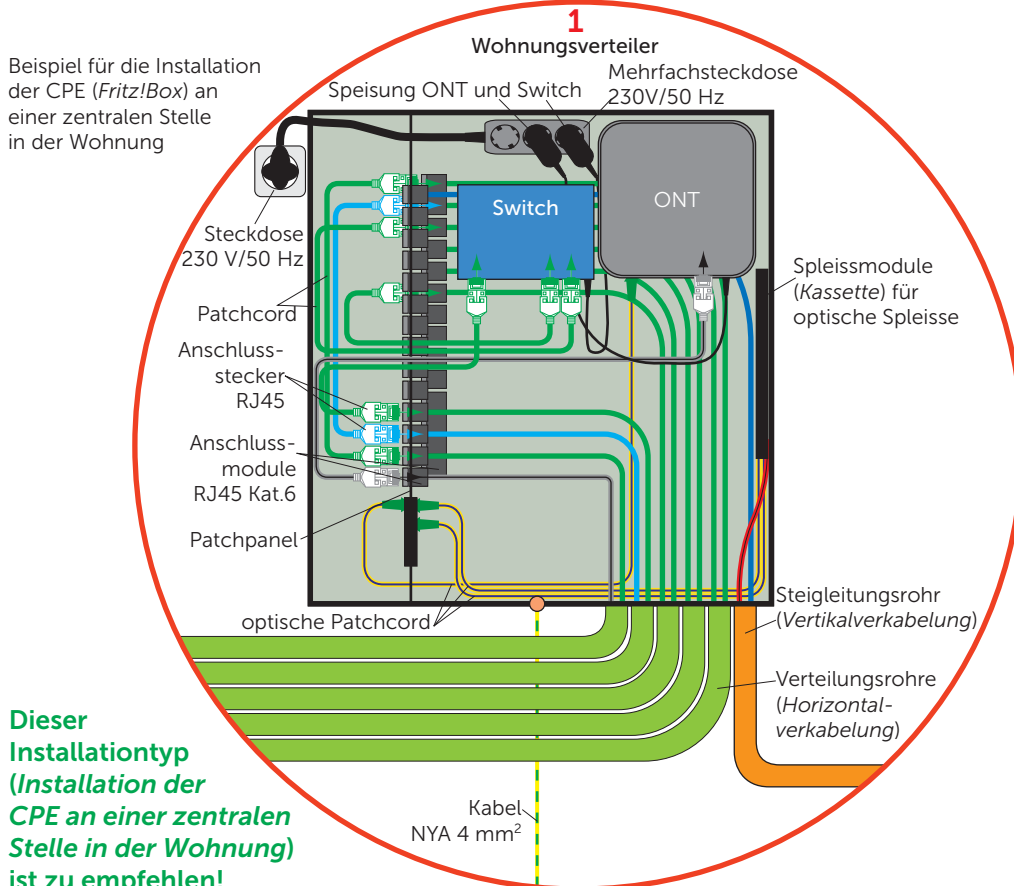 1
Wohnungsverteiler
Beispiel für die Installation
der CPE (Fritz!Box) an
einer zentralen Stelle
in der Wohnung
Speisung ONT und Switch
Mehrfachsteckdose
230V/50 Hz
Switch
ONT
Steckdose
230 V/50 Hz
Patchcord
Anschluss-
stecker
RJ45
Anschluss-
module
RJ45 Kat.6
Patchpanel
Spleissmodule
(Kassette) für
optische Spleisse
optische Patchcord
Steigleitungsrohr
(Vertikalverkabelung)
Verteilungsrohre
(Horizontal-
verkabelung)
Kabel
NYA 4 mm²
Dieser
Installationtyp
(Installation der
CPE an einer zentralen
Stelle in der Wohnung)
ist zu empfehlen!